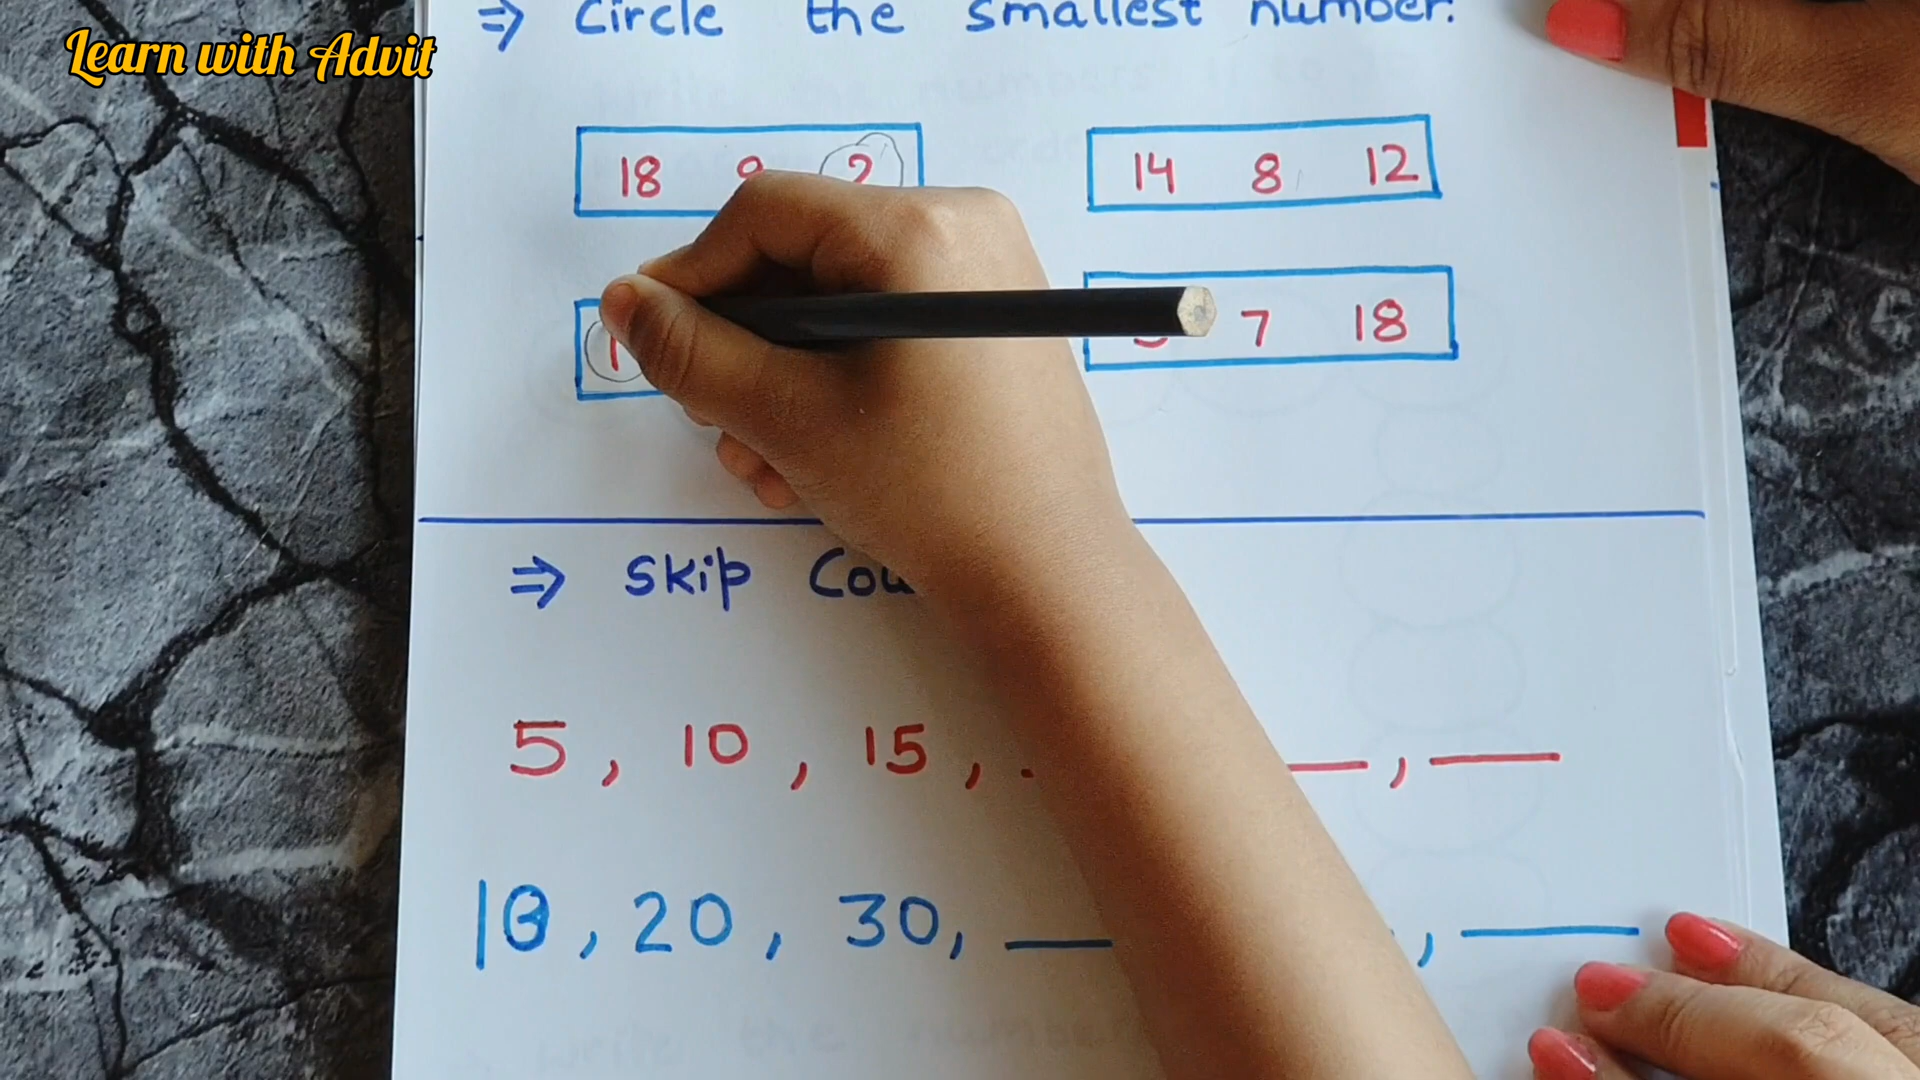 Learn with Advit
⇒ Circle the smallest number.
18 2
14 8 12
1
7 18
⇒ Skip
5, 10, 15,
10, 20, 30,